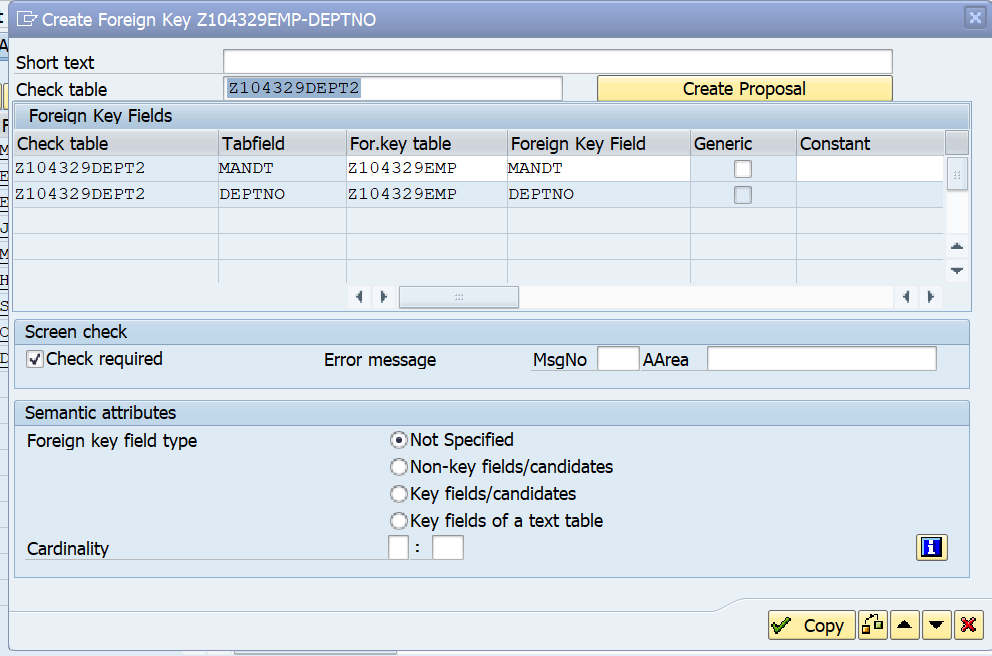 Create Foreign Key Z104329EMP-DEPTNO
Short text
Check table Z104329DEPT2 Create Proposal
Foreign Key Fields
Check table Tabfield For.key table Foreign Key Field Generic Constant
Z104329DEPT2 MANDT Z104329EMP MANDT
Z104329DEPT2 DEPTNO Z104329EMP DEPTNO
Screen check
Check required Error message MsgNo AArea
Semantic attributes
Foreign key field type Not Specified
Non-key fields/candidates
Key fields/candidates
Key fields of a text table
Cardinality :
Copy